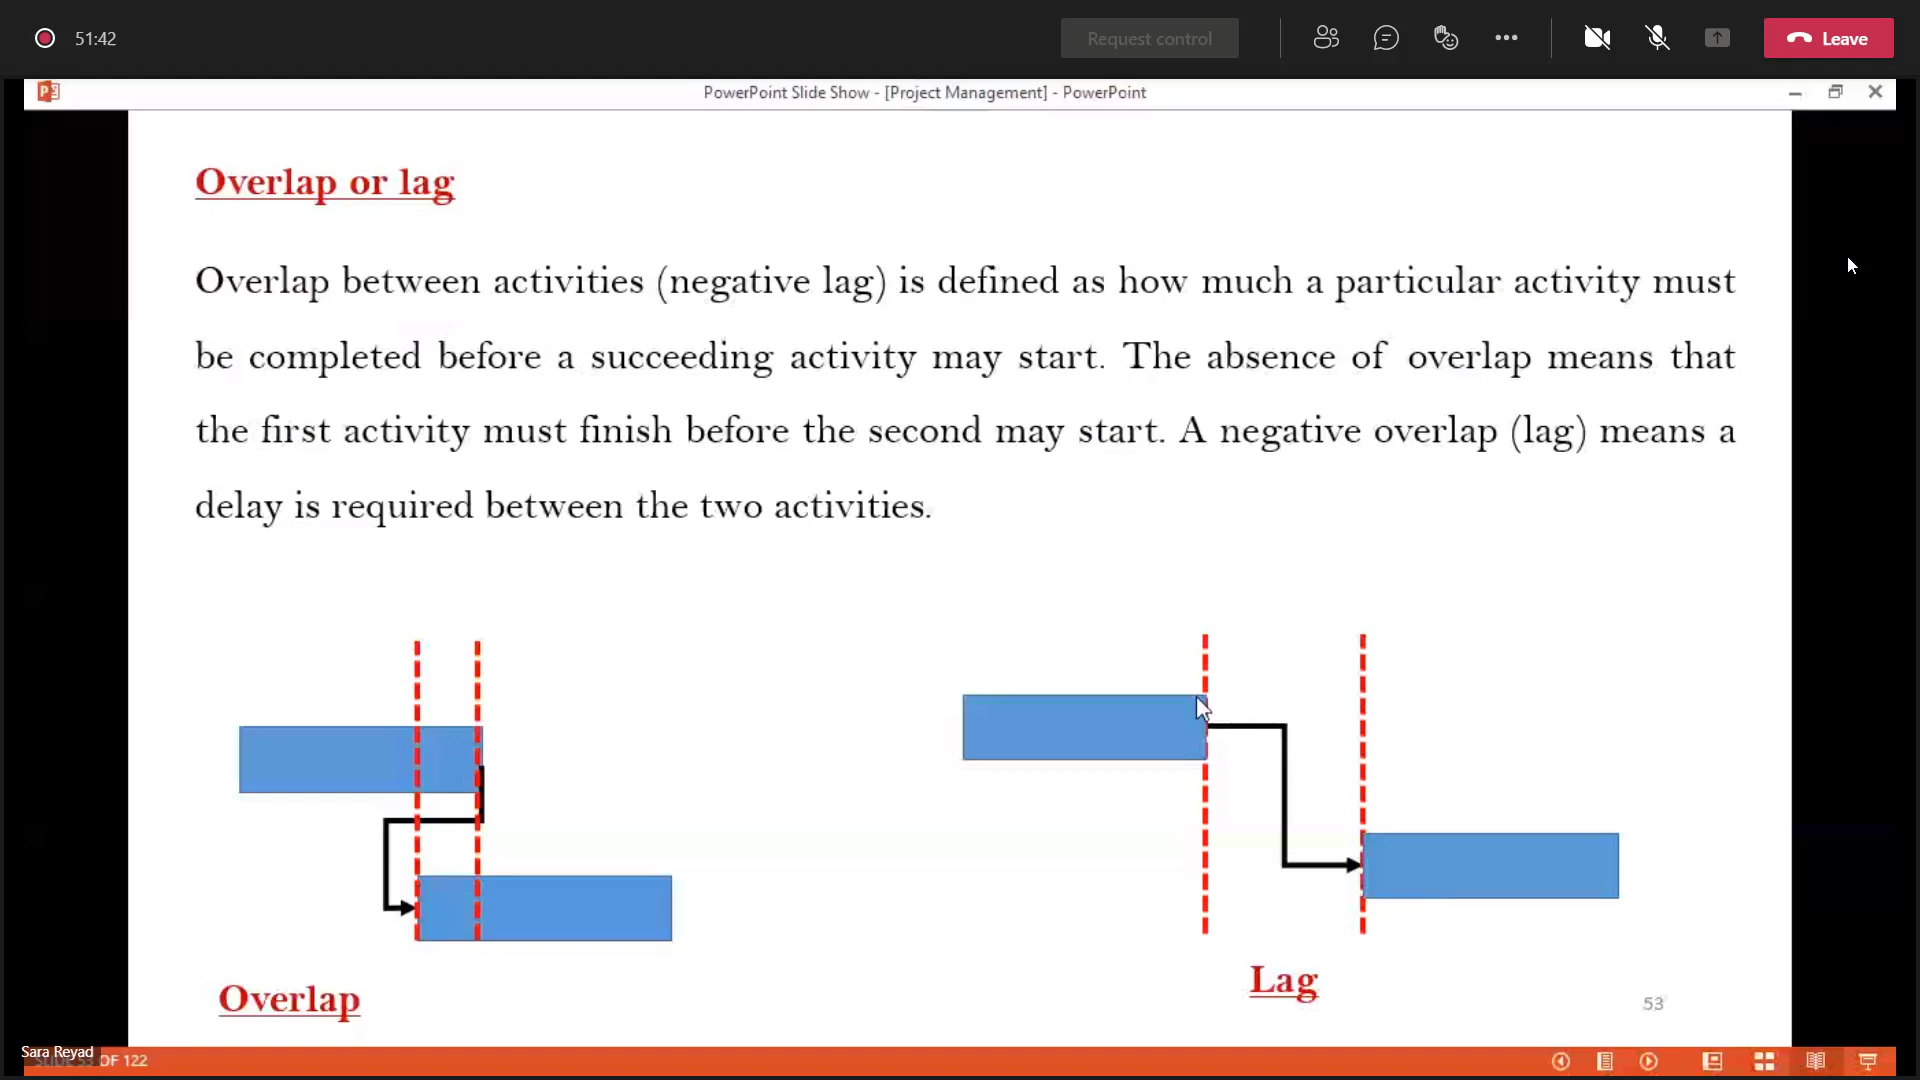 51:42
Request control
Leave
PowerPoint Slide Show - [Project Management] - PowerPoint
Overlap or lag
Overlap between activities (negative lag) is defined as how much a particular activity must
be completed before a succeeding activity may start. The absence of overlap means that
the first activity must finish before the second may start. A negative overlap (lag) means a
delay is required between the two activities.
Overlap
Lag
53
Sara Reyad
SLIDE 53 OF 122